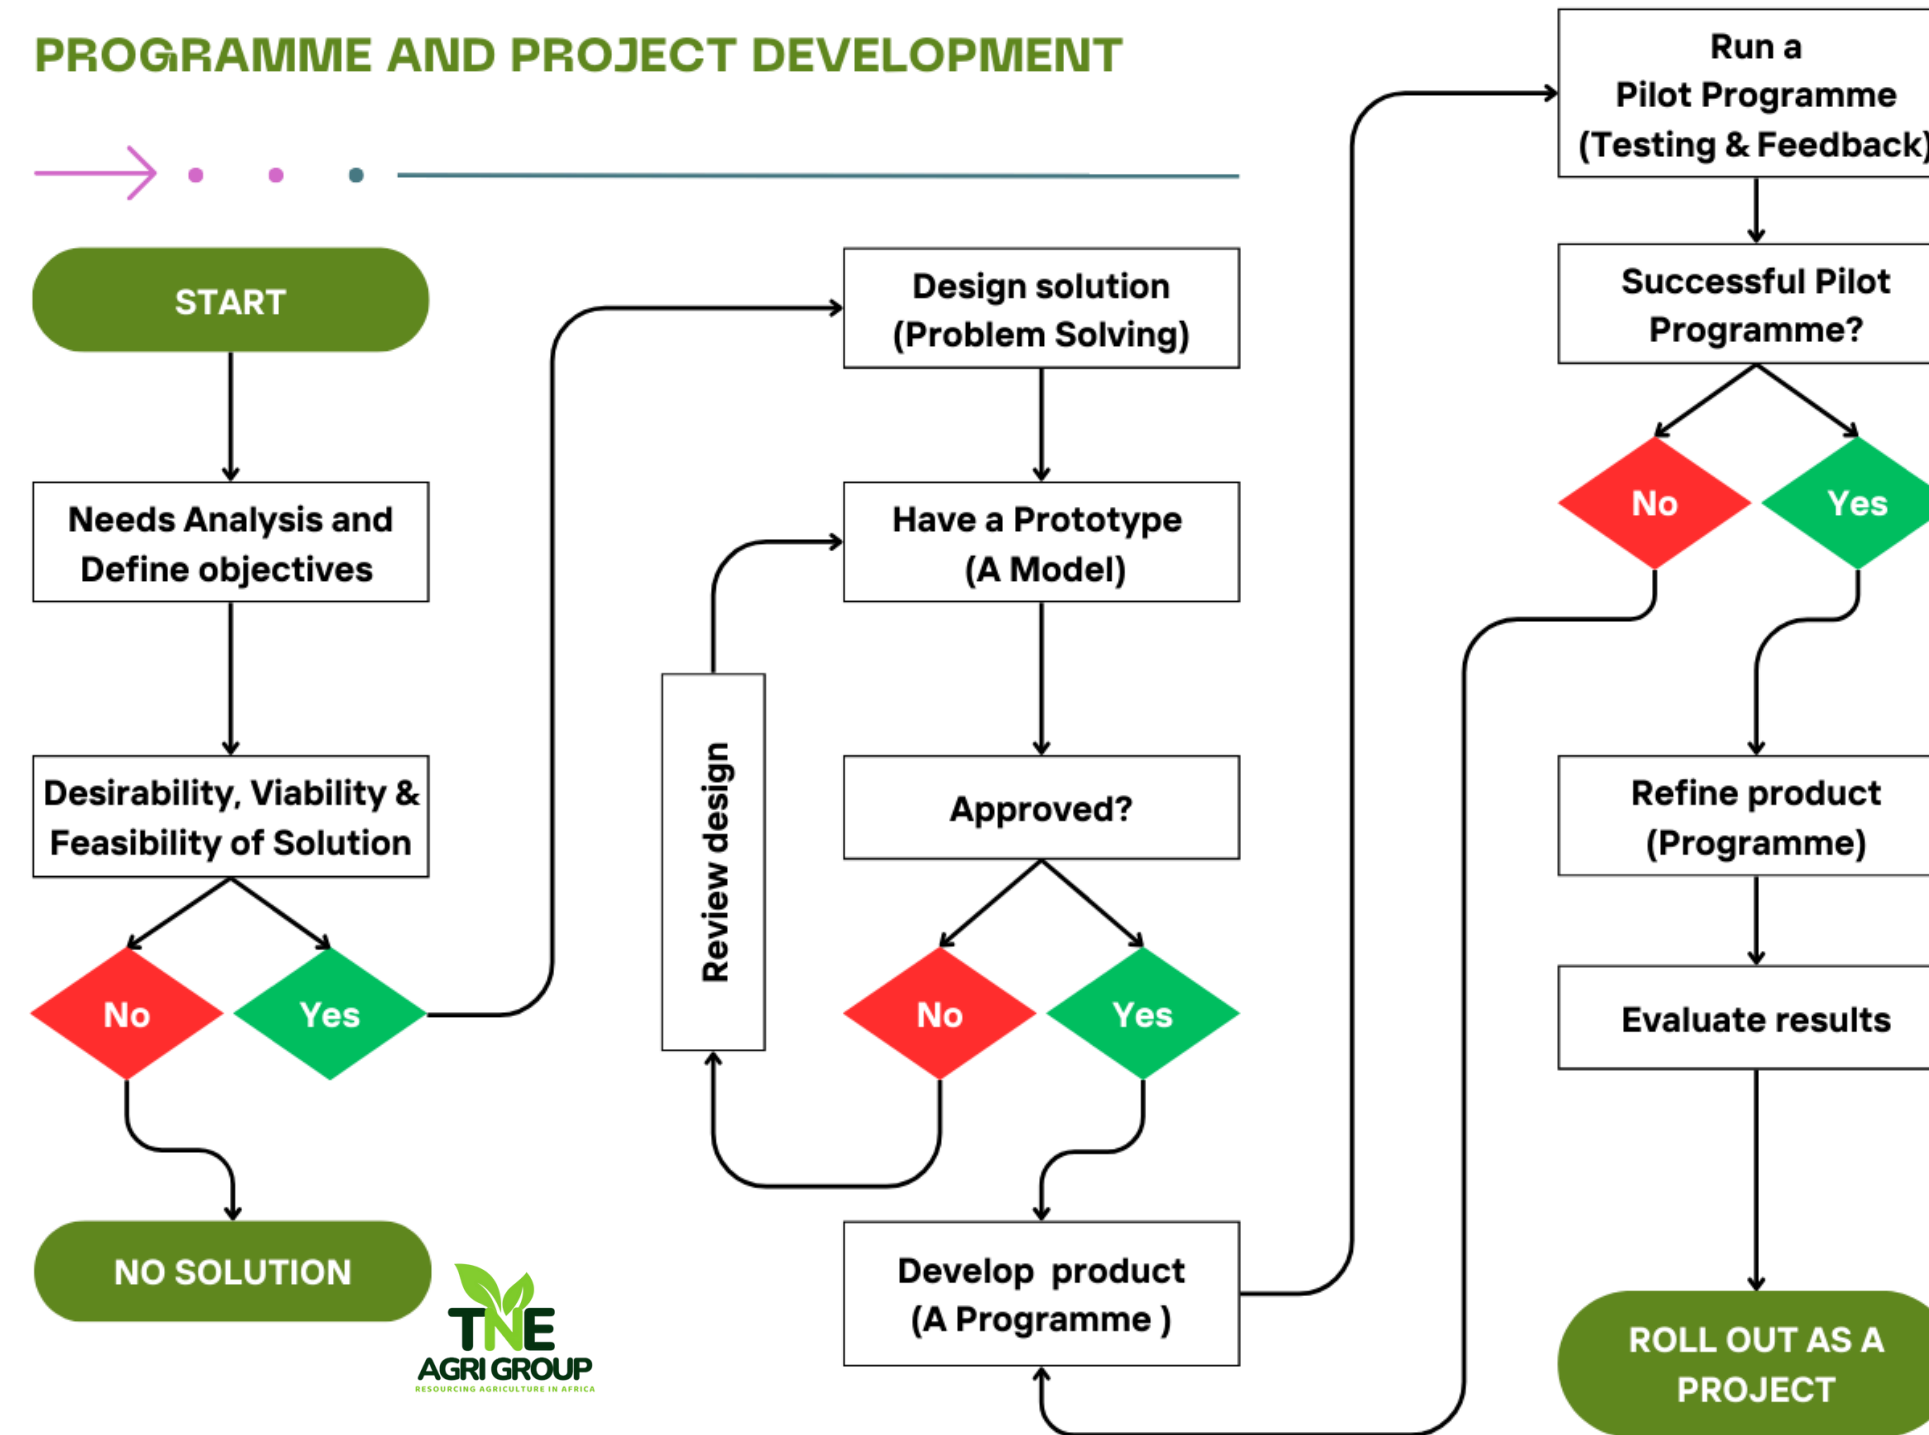 PROGRAMME AND PROJECT DEVELOPMENT
START
Needs Analysis and
Define objectives
Desirability, Viability &
Feasibility of Solution
No
Yes
NO SOLUTION
TNE
AGRI GROUP
RESOURCING AGRICULTURE IN AFRICA
Design solution
(Problem Solving)
Have a Prototype
(A Model)
Review design
Approved?
No
Yes
Develop product
(A Programme )
Run a
Pilot Programme
(Testing & Feedback)
Successful Pilot
Programme?
No
Yes
Refine product
(Programme)
Evaluate results
ROLL OUT AS A
PROJECT